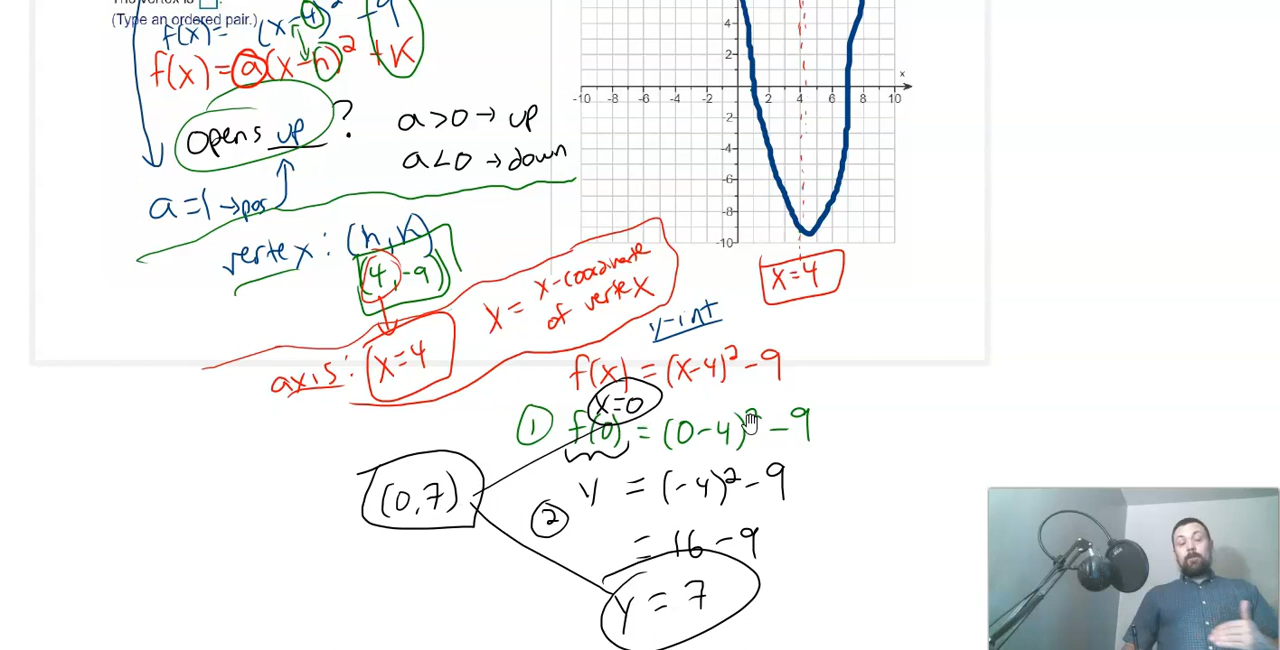 (Type an ordered pair.)
f(x) = (x-4)² -9
f(x) = a(x-h)² +K
opens up ?
a>0 → up
a<0 → down
a=1 → pos
vertex : (h,K)
(4,-9)
axis : x=4
x = x-coordinate
of vertex
4
2
-10 -8 -6 -4 -2 2 4 6 8 10
x
-2
-4
-6
-8
-10
x=4
y-int
f(x) = (x-4)² -9
x=0
① f(0) = (0-4)² -9
② y = (-4)² -9
= 16 -9
y = 7
(0,7)